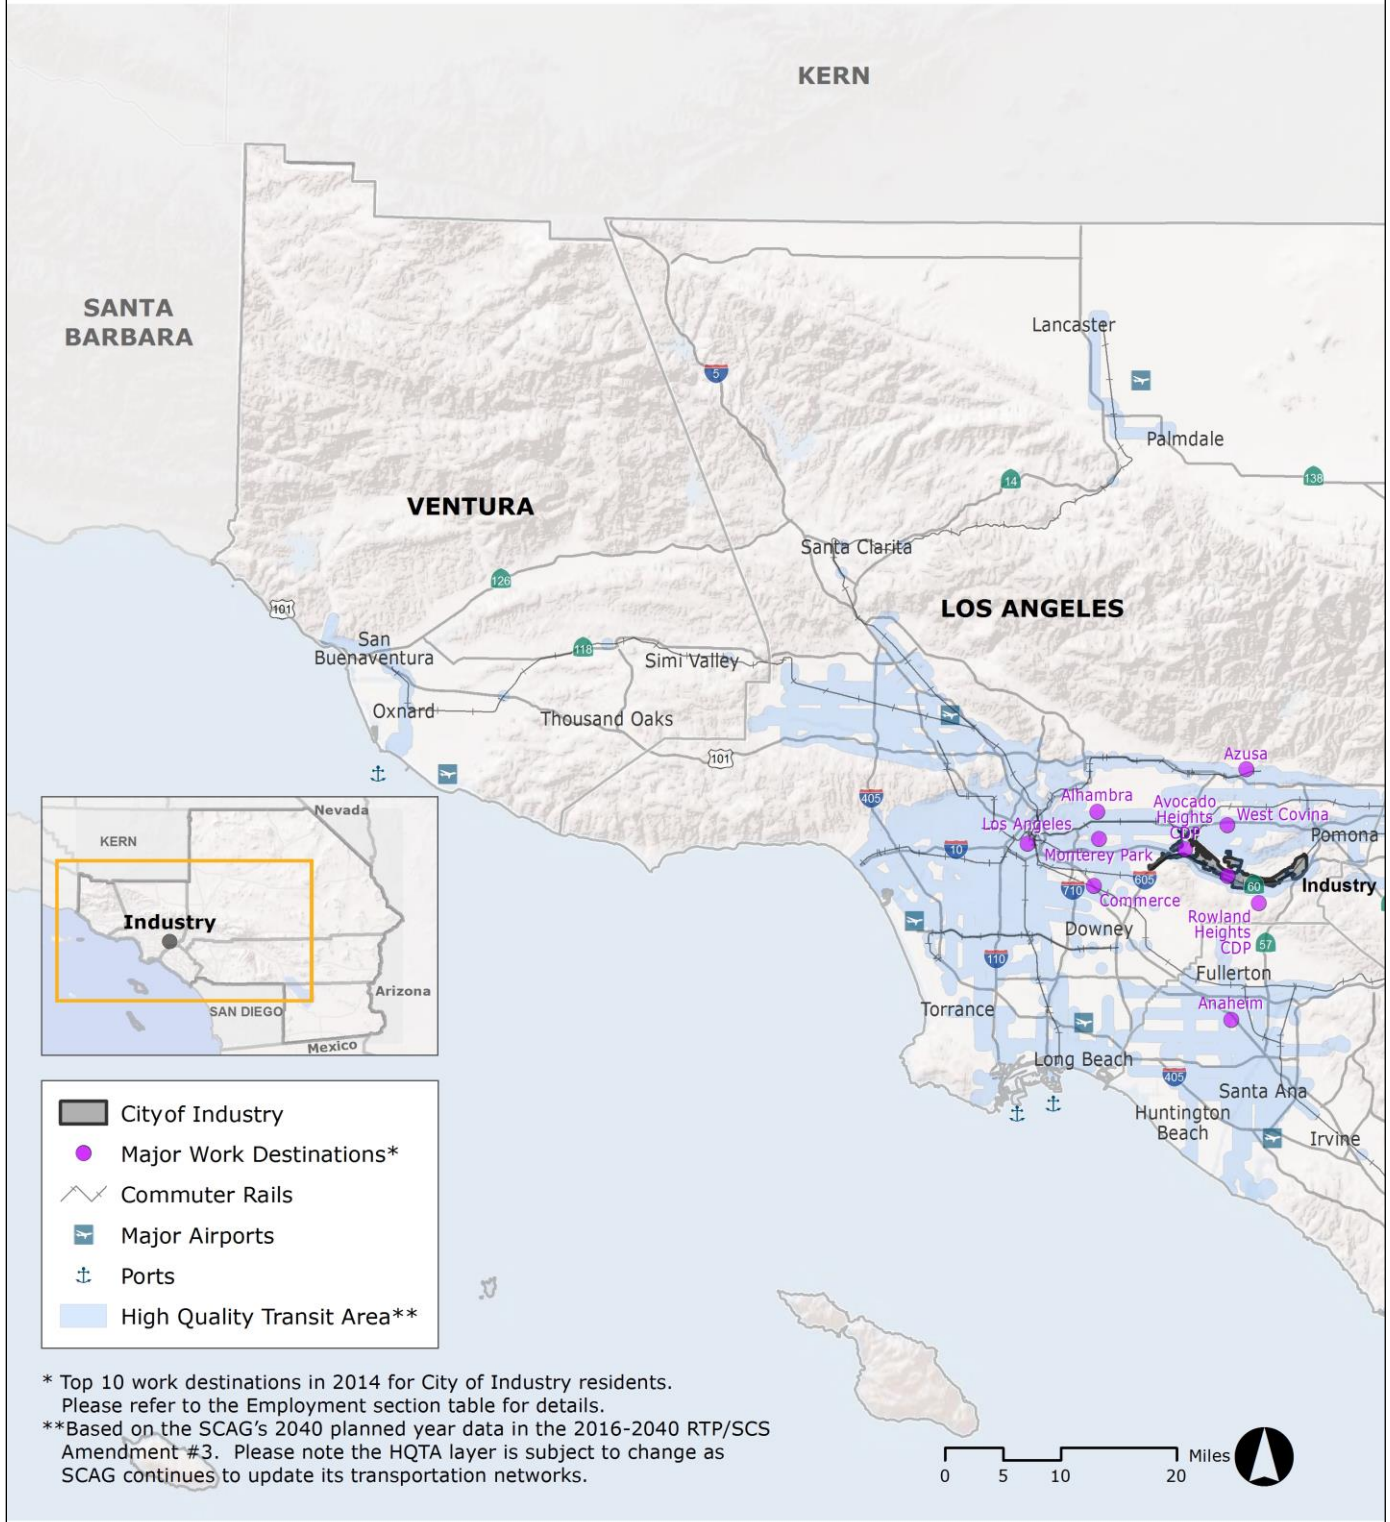 KERN
SANTA
BARBARA
Lancaster
5
Palmdale
14
138
VENTURA
Santa Clarita
126
LOS ANGELES
101
San
Buenaventura
118
Simi Valley
Oxnard
Thousand Oaks
101
Azusa
405
Alhambra
Avocado
Heights
CDP
West Covina
Los Angeles
Pomona
10
Monterey Park
605
60
Industry
710
Commerce
Rowland
Heights
CDP
Downey
57
110
Fullerton
Torrance
Anaheim
Long Beach
405
Santa Ana
Huntington
Beach
Irvine
Nevada
KERN
Industry
Arizona
SAN DIEGO
Mexico
City of Industry
Major Work Destinations*
Commuter Rails
Major Airports
Ports
High Quality Transit Area**
* Top 10 work destinations in 2014 for City of Industry residents.
Please refer to the Employment section table for details.
**Based on the SCAG's 2040 planned year data in the 2016-2040 RTP/SCS
Amendment #3. Please note the HQTA layer is subject to change as
SCAG continues to update its transportation networks.
0 5 10 20 Miles